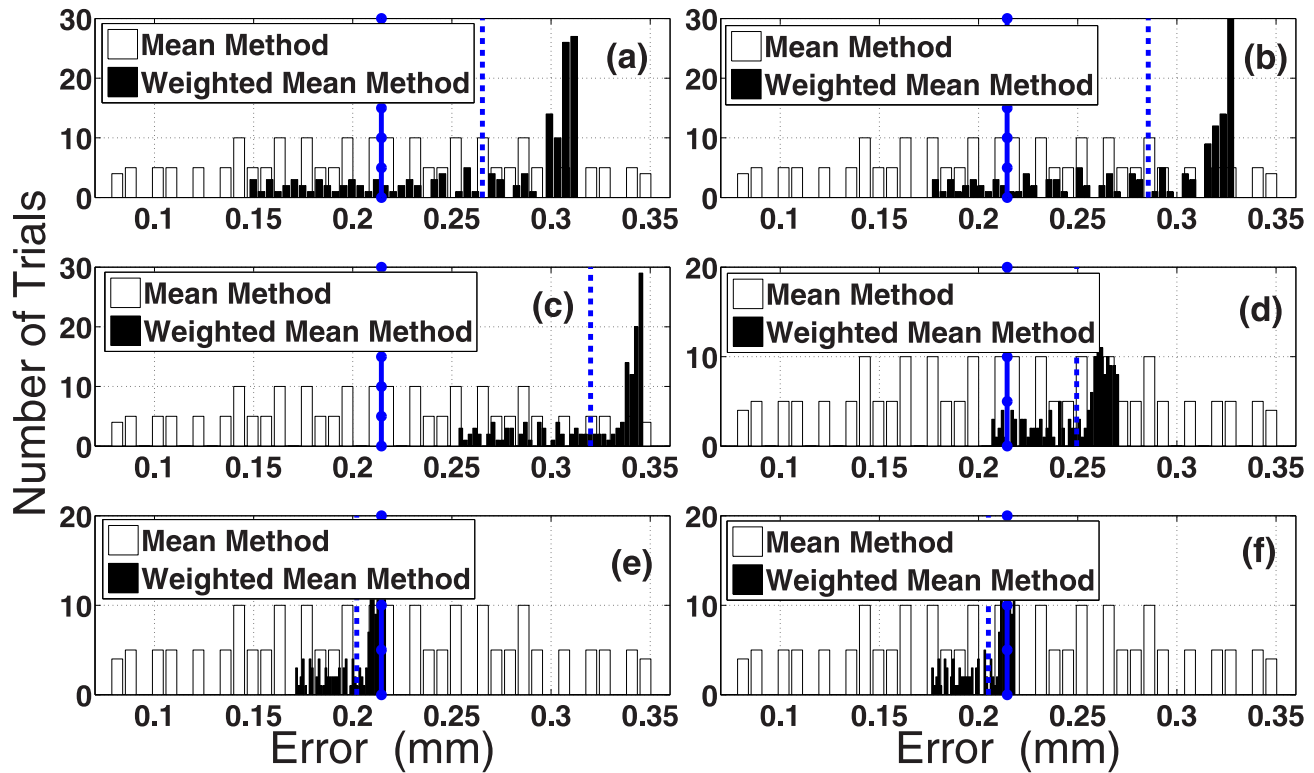 Number of Trials
30
20
10
0
Mean Method
Weighted Mean Method
(a)
0.1 0.15 0.2 0.25 0.3 0.35
30
20
10
0
Mean Method
Weighted Mean Method
(b)
0.1 0.15 0.2 0.25 0.3 0.35
30
20
10
0
Mean Method
Weighted Mean Method
(c)
0.1 0.15 0.2 0.25 0.3 0.35
20
10
0
Mean Method
Weighted Mean Method
(d)
0.1 0.15 0.2 0.25 0.3 0.35
20
10
0
Mean Method
Weighted Mean Method
(e)
0.1 0.15 0.2 0.25 0.3 0.35
Error (mm)
20
10
0
Mean Method
Weighted Mean Method
(f)
0.1 0.15 0.2 0.25 0.3 0.35
Error (mm)